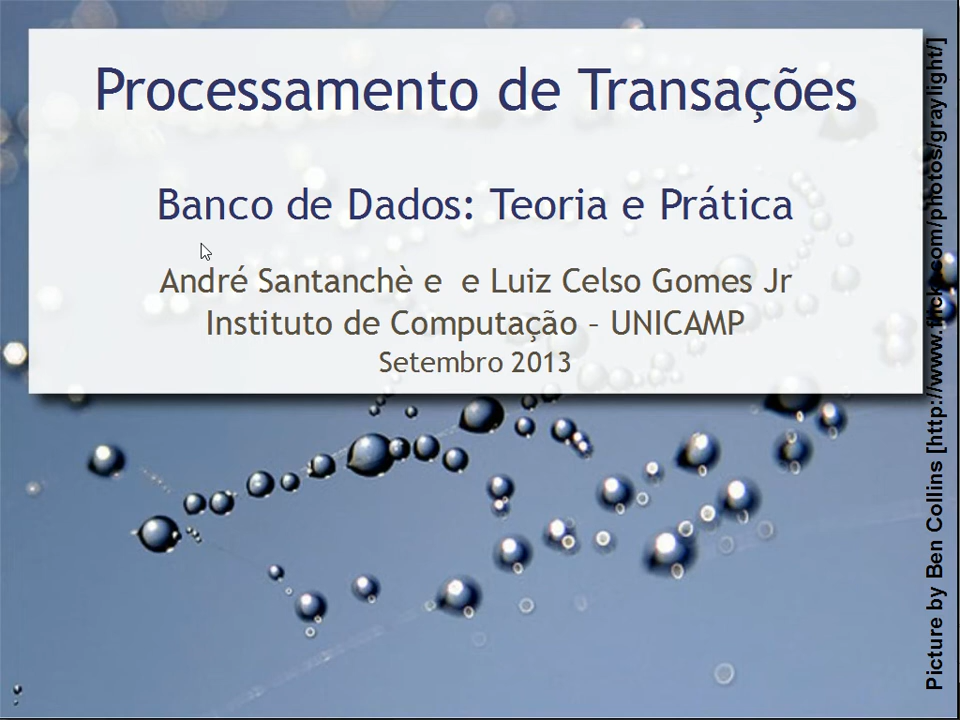 Processamento de Transações
Banco de Dados: Teoria e Prática
André Santanchè e  e Luiz Celso Gomes Jr
Instituto de Computação – UNICAMP
Setembro 2013
Picture by Ben Collins [http://www.flickr.com/photos/graylight/]